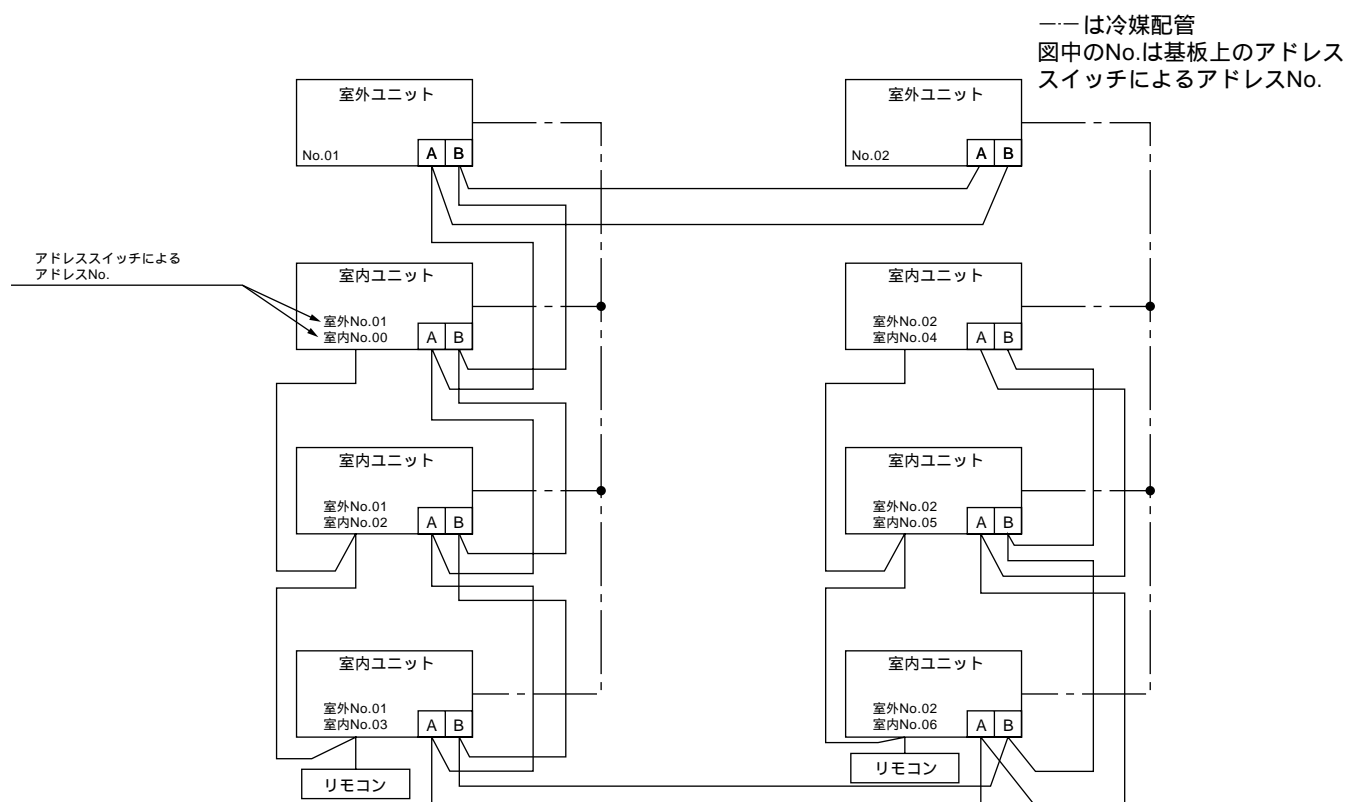 ―・― は冷媒配管
図中のNo.は基板上のアドレス
スイッチによるアドレスNo.
室外ユニット
No.01
A B
室外ユニット
No.02
A B
アドレススイッチによる
アドレスNo.
室内ユニット
室外No.01
室内No.00
A B
室内ユニット
室外No.02
室内No.04
A B
室内ユニット
室外No.01
室内No.02
A B
室内ユニット
室外No.02
室内No.05
A B
室内ユニット
室外No.01
室内No.03
A B
リモコン
室内ユニット
室外No.02
室内No.06
A B
リモコン